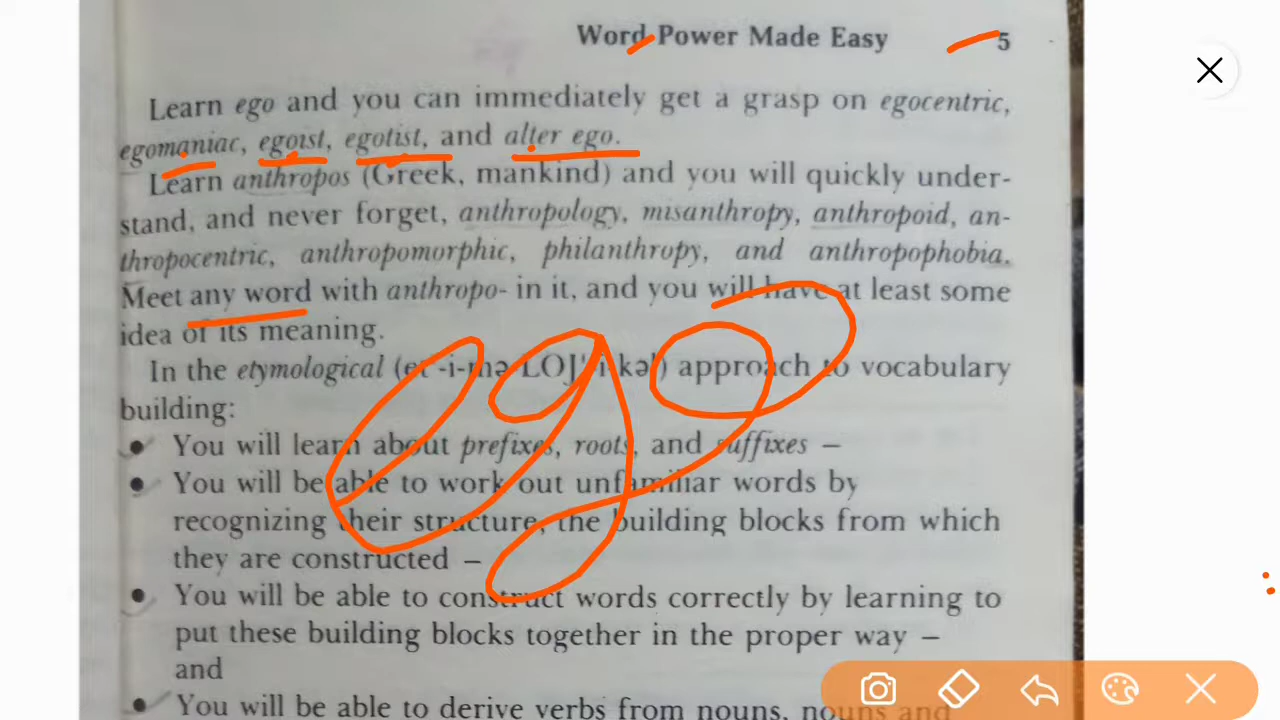 Word Power Made Easy 5
Learn ego and you can immediately get a grasp on egocentric,
egomaniac, egoist, egotist, and alter ego.
Learn anthropos (Greek, mankind) and you will quickly under-
stand, and never forget, anthropology, misanthropy, anthropoid, an-
thropocentric, anthropomorphic, philanthropy, and anthropophobia.
Meet any word with anthropo- in it, and you will have at least some
idea of its meaning.
In the etymological (et'-i-mə-LOJ'-i-kəl) approach to vocabulary
building:
• You will learn about prefixes, roots, and suffixes –
• You will be able to work out unfamiliar words by
recognizing their structure, the building blocks from which
they are constructed –
• You will be able to construct words correctly by learning to
put these building blocks together in the proper way –
and
• You will be able to derive verbs from nouns, nouns and
ego